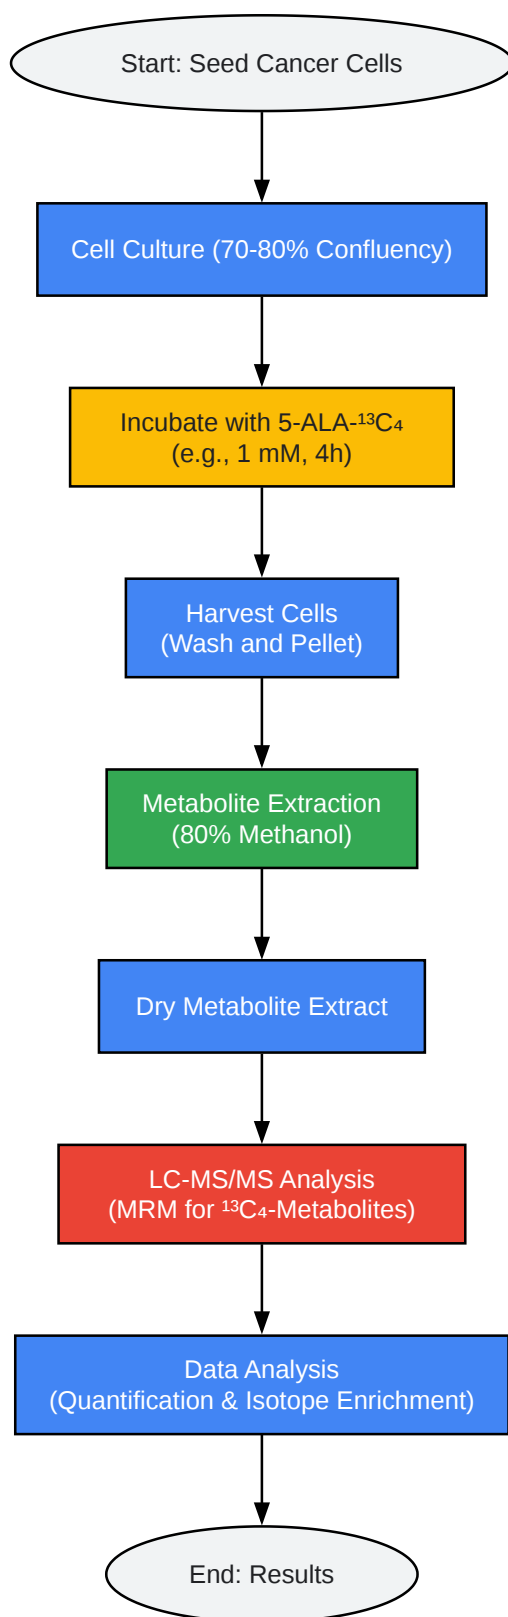 Start: Seed Cancer Cells
Cell Culture (70-80% Confluency)
Incubate with 5-ALA-¹³C₄
(e.g., 1 mM, 4h)
Harvest Cells
(Wash and Pellet)
Metabolite Extraction
(80% Methanol)
Dry Metabolite Extract
LC-MS/MS Analysis
(MRM for ¹³C₄-Metabolites)
Data Analysis
(Quantification & Isotope Enrichment)
End: Results